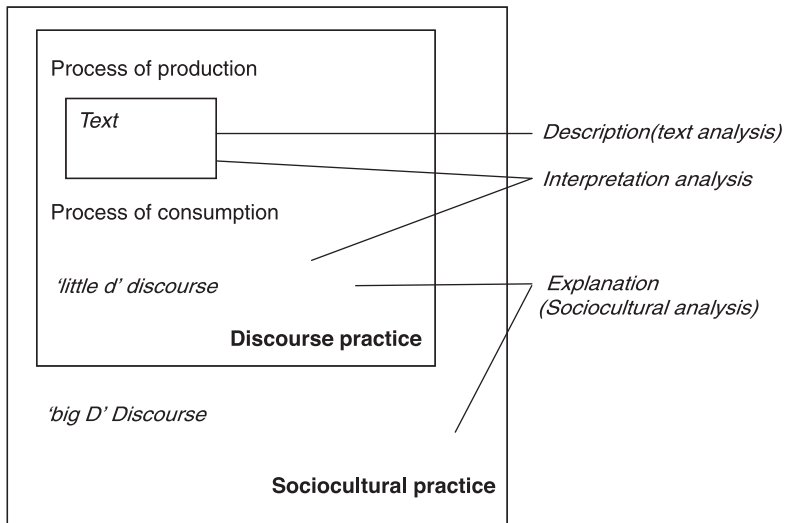 Process of production
Text
Description(text analysis)
Interpretation analysis
Process of consumption
‘little d’ discourse
Explanation
(Sociocultural analysis)
Discourse practice
‘big D’ Discourse
Sociocultural practice